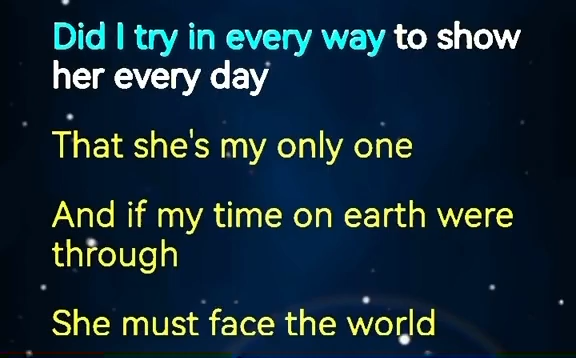 Did I try in every way to show
her every day
That she's my only one
And if my time on earth were
through
She must face the world